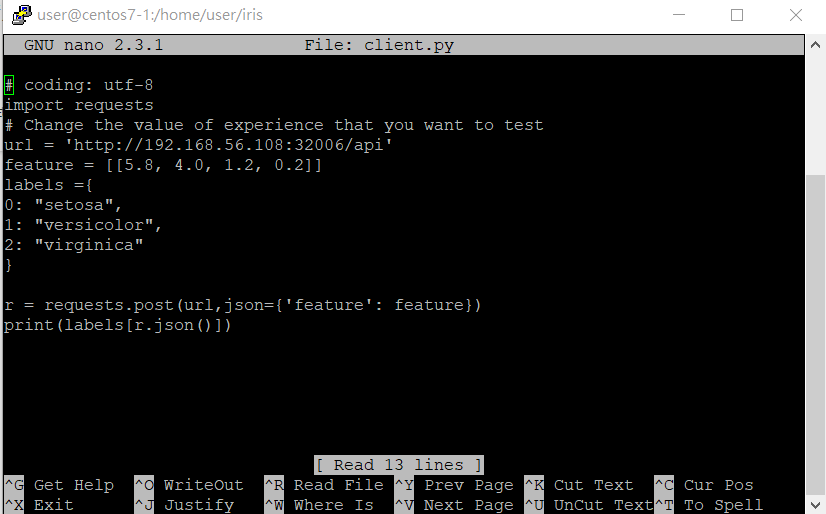 user@centos7-1:/home/user/iris
GNU nano 2.3.1 File: client.py
# coding: utf-8
import requests
# Change the value of experience that you want to test
url = 'http://192.168.56.108:32006/api'
feature = [[5.8, 4.0, 1.2, 0.2]]
labels ={
0: "setosa",
1: "versicolor",
2: "virginica"
}
r = requests.post(url,json={'feature': feature})
print(labels[r.json()])
[ Read 13 lines ]
^G Get Help ^O WriteOut ^R Read File ^Y Prev Page ^K Cut Text ^C Cur Pos
^X Exit ^J Justify ^W Where Is ^V Next Page ^U UnCut Text ^T To Spell